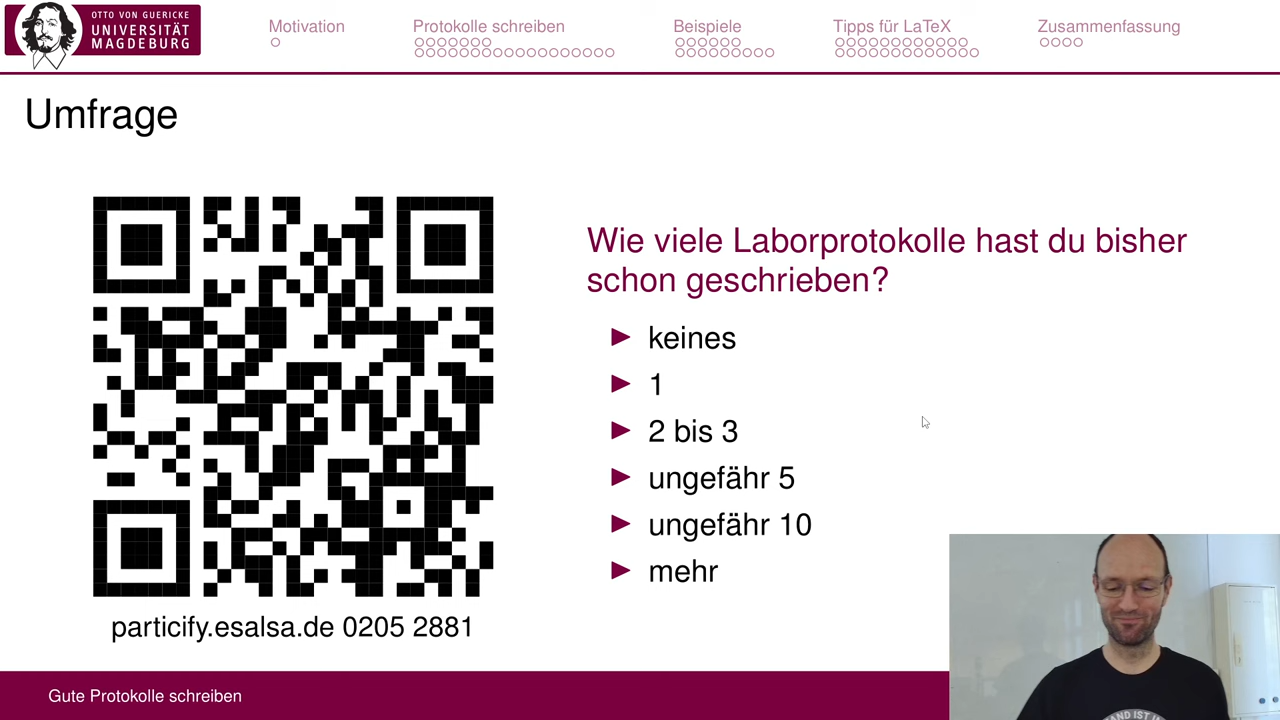 OTTO VON GUERICKE
UNIVERSITÄT
MAGDEBURG
Motivation
Protokolle schreiben
Beispiele
Tipps für LaTeX
Zusammenfassung
Umfrage
Wie viele Laborprotokolle hast du bisher
schon geschrieben?
keines
1
2 bis 3
ungefähr 5
ungefähr 10
mehr
particify.esalsa.de 0205 2881
Gute Protokolle schreiben